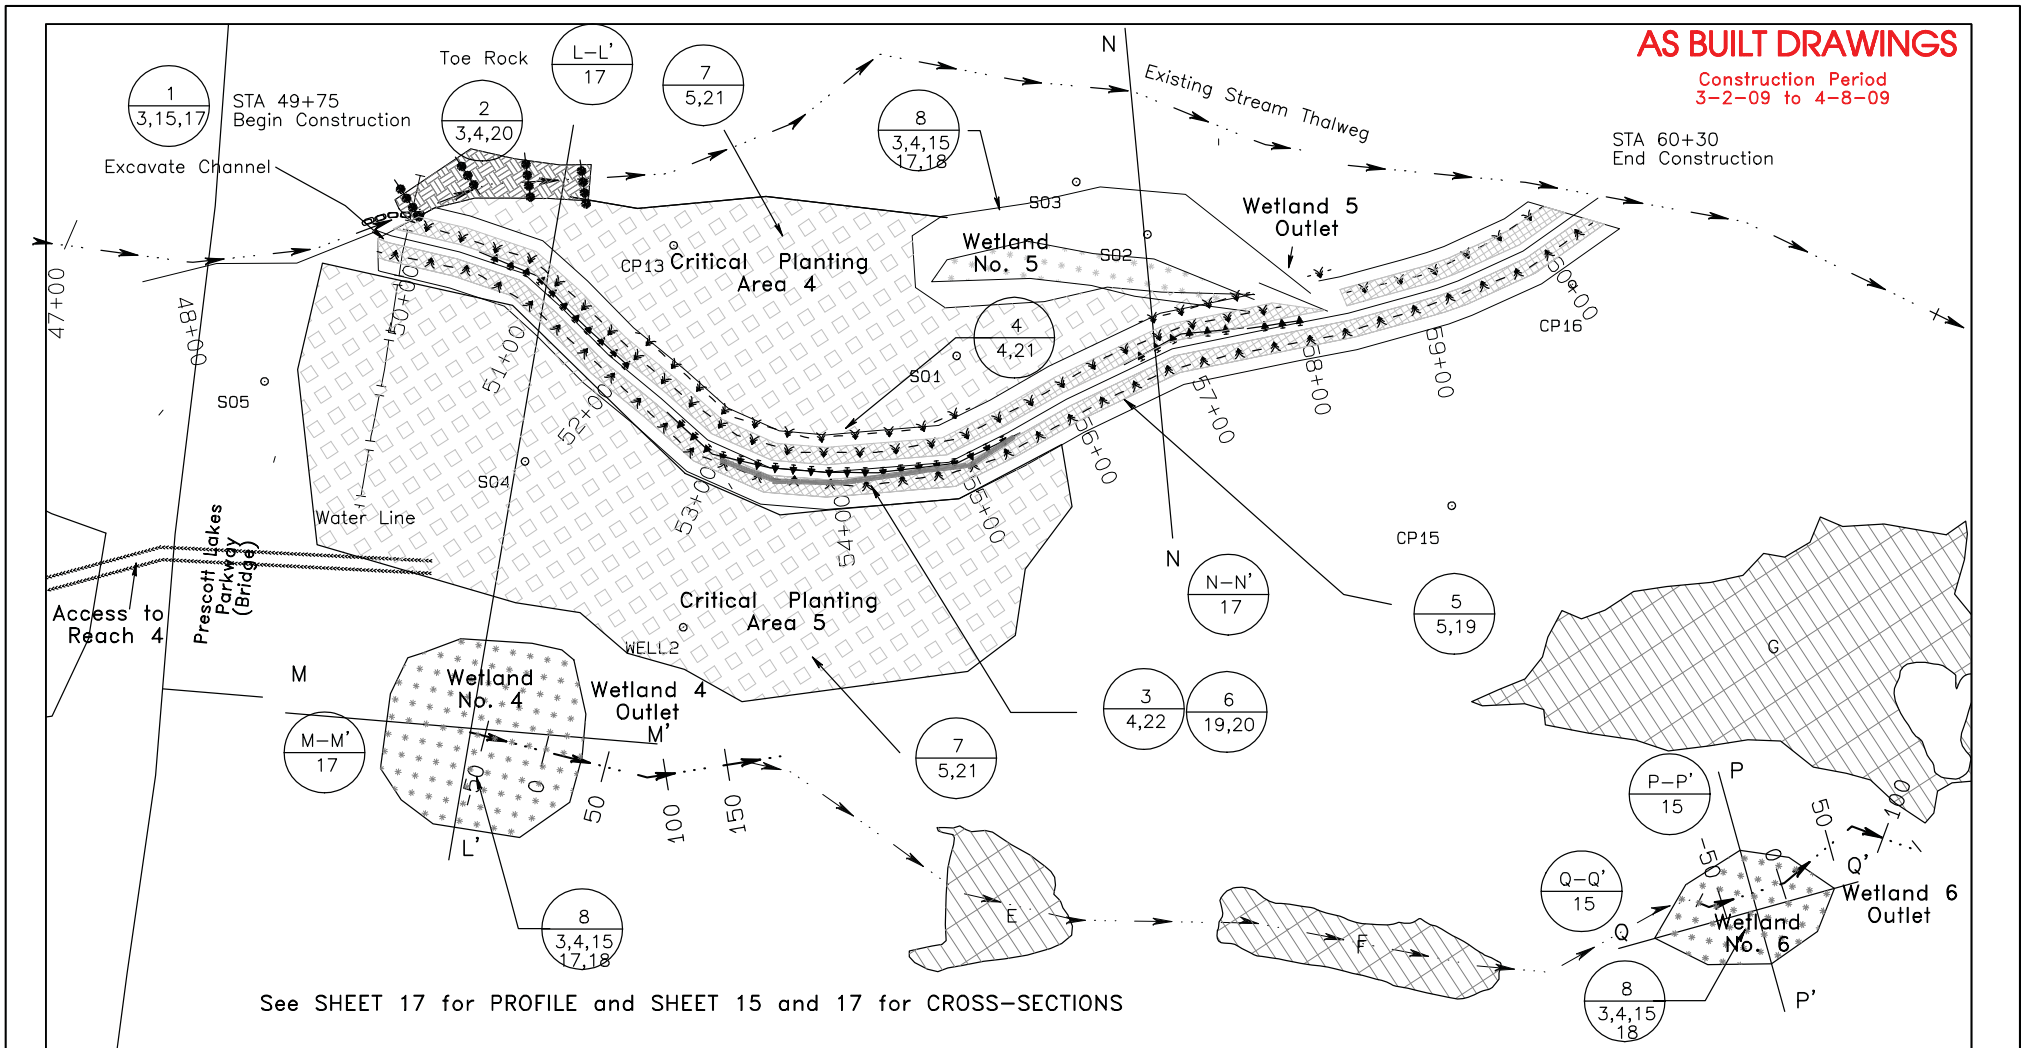 AS BUILT DRAWINGS
Construction Period
3-2-09 to 4-8-09
1
3,15,17
STA 49+75
Begin Construction
Excavate Channel
Toe Rock
2
3,4,20
L-L'
17
7
5,21
8
3,4,15
17,18
N
Existing Stream Thalweg
STA 60+30
End Construction
S03
Wetland 5
Outlet
Wetland
No. 5
S02
CP13
Critical Planting
Area 4
4
4,21
S01
CP16
47+00
48+00
50+00
51+00
52+00
53+00
54+00
55+00
56+00
57+00
58+00
59+00
60+00
S05
S04
Water Line
CP15
N
N-N'
17
5
5,19
Prescott Lakes
Parkway
(Bridge)
Access to
Reach 4
Critical Planting
Area 5
WELL2
M
Wetland
No. 4
Wetland 4
Outlet
M'
M-M'
17
-50
0
50
100
150
L'
3
4,22
6
19,20
7
5,21
8
3,4,15
17,18
G
E
F
P-P'
15
P
Q-Q'
15
Q
-50
0
50
100
Q'
Wetland 6
Outlet
Wetland
No. 6
8
3,4,15
18
P'
See SHEET 17 for PROFILE and SHEET 15 and 17 for CROSS-SECTIONS